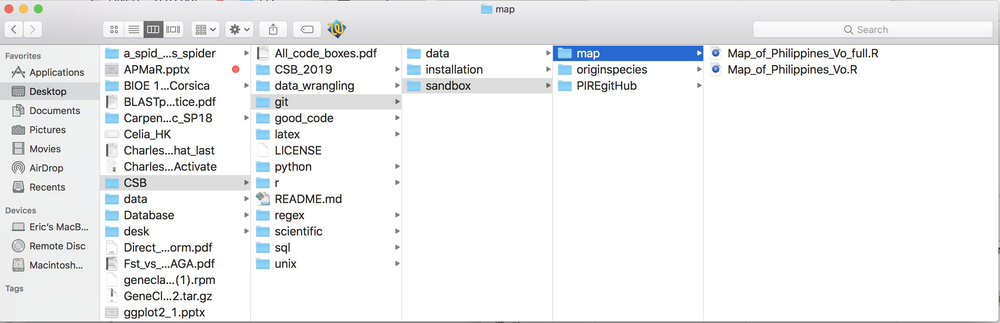 map
Search
Favorites
Applications
Desktop
Documents
Pictures
Movies
AirDrop
Recents
Devices
Eric's MacB...
Remote Disc
Macintosh...
Tags
a_spid_...s_spider
APMaR.pptx
BIOE 1...Corsica
BLASTp...tice.pdf
Carpen...c_SP18
Celia_HK
Charles...hat_last
Charles...Activate
CSB
data
Database
desk
Direct_...orm.pdf
Fst_vs_...AGA.pdf
genecla...(1).rpm
GeneCl...2.tar.gz
ggplot2_1.pptx
All_code_boxes.pdf
CSB_2019
data_wrangling
git
good_code
latex
LICENSE
python
r
README.md
regex
scientific
sql
unix
data
installation
sandbox
map
originspecies
PIREgitHub
Map_of_Philippines_Vo_full.R
Map_of_Philippines_Vo.R